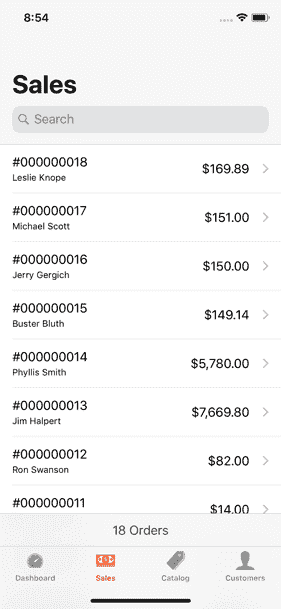 8:54
Sales
Search
#000000018
$169.89
Leslie Knope
#000000017
$151.00
Michael Scott
#000000016
$150.00
Jerry Gergich
#000000015
$149.14
Buster Bluth
#000000014
$5,780.00
Phyllis Smith
#000000013
$7,669.80
Jim Halpert
#000000012
$82.00
Ron Swanson
#000000011
$14.00
18 Orders
Dashboard
Sales
Catalog
Customers